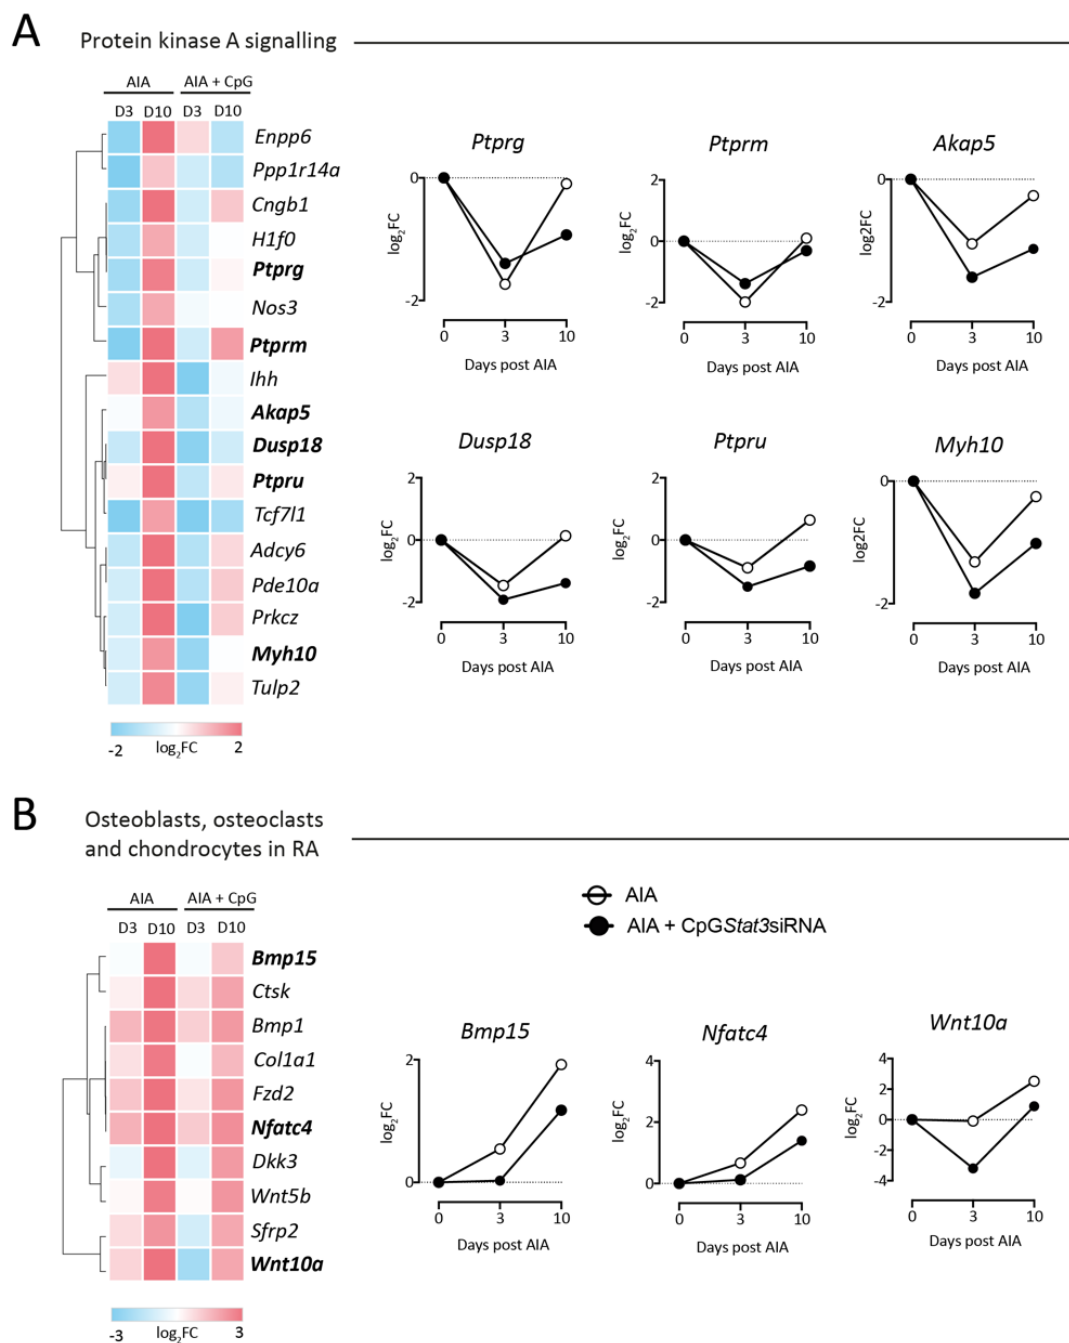 A
Protein kinase A signalling
AIA
AIA + CpG
D3
D10
D3
D10
Enpp6
Ppp1r14a
Cngb1
H1f0
Ptprg
Nos3
Ptprm
Ihh
Akap5
Dusp18
Ptpru
Tcf7l1
Adcy6
Pde10a
Prkcz
Myh10
Tulp2
-2
log₂FC
2
Ptprg
0
-2
log₂FC
0
3
10
Days post AIA
Ptprm
2
0
-2
log₂FC
0
3
10
Days post AIA
Akap5
0
-2
log2FC
0
3
10
Days post AIA
Dusp18
2
0
-2
log₂FC
0
3
10
Days post AIA
Ptpru
2
0
-2
log₂FC
0
3
10
Days post AIA
Myh10
0
-2
log2FC
0
3
10
Days post AIA
B
Osteoblasts, osteoclasts
and chondrocytes in RA
AIA
AIA + CpG
D3
D10
D3
D10
Bmp15
Ctsk
Bmp1
Col1a1
Fzd2
Nfatc4
Dkk3
Wnt5b
Sfrp2
Wnt10a
-3
log₂FC
3
AIA
AIA + CpGStat3siRNA
Bmp15
2
0
log₂FC
0
3
10
Days post AIA
Nfatc4
4
2
0
log₂FC
0
3
10
Days post AIA
Wnt10a
4
2
0
-2
-4
log₂FC
0
3
10
Days post AIA